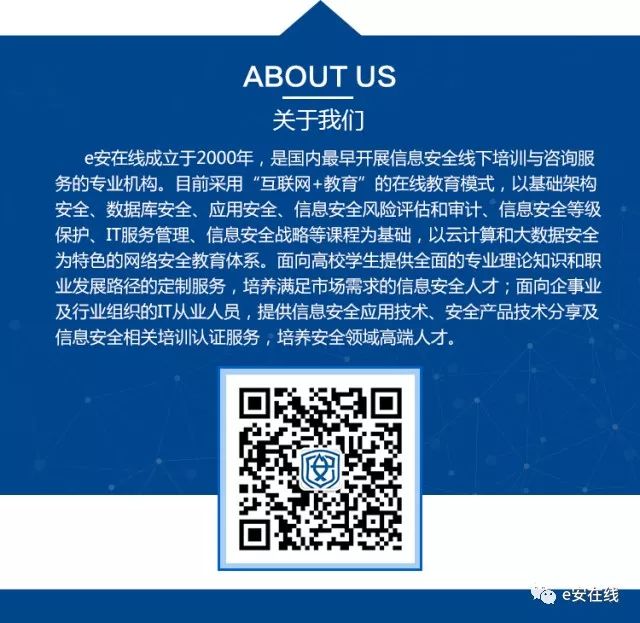 ABOUT US
关于我们
e安在线成立于2000年，是国内最早开展信息安全线下培训与咨询服
务的专业机构。目前采用“互联网+教育”的在线教育模式，以基础架构
安全、数据库安全、应用安全、信息安全风险评估和审计、信息安全等级
保护、IT服务管理、信息安全战略等课程为基础，以云计算和大数据安全
为特色的网络安全教育体系。面向高校学生提供全面的专业理论知识和职
业发展路径的定制服务，培养满足市场需求的信息安全人才；面向企事业
及行业组织的IT从业人员，提供信息安全应用技术、安全产品技术分享及
信息安全相关培训认证服务，培养安全领域高端人才。
安
e安在线